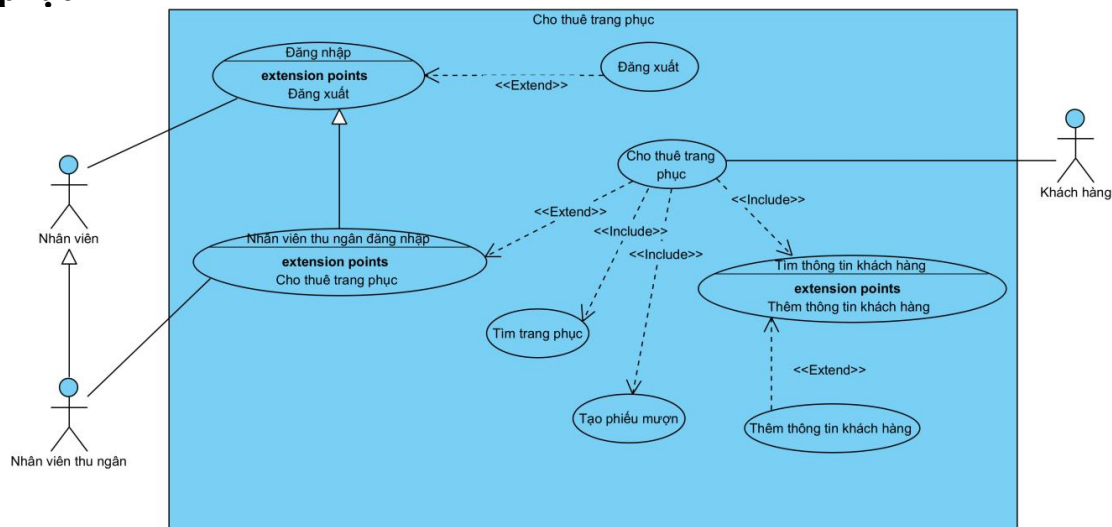 Cho thuê trang phục
Đăng nhập
extension points
Đăng xuất
<<Extend>>
Đăng xuất
Cho thuê trang
phục
Khách hàng
Nhân viên
<<Extend>>
<<Include>>
<<Include>>
<<Include>>
Nhân viên thu ngân đăng nhập
extension points
Cho thuê trang phục
Tìm thông tin khách hàng
extension points
Thêm thông tin khách hàng
Tìm trang phục
<<Extend>>
Tạo phiếu mượn
Thêm thông tin khách hàng
Nhân viên thu ngân